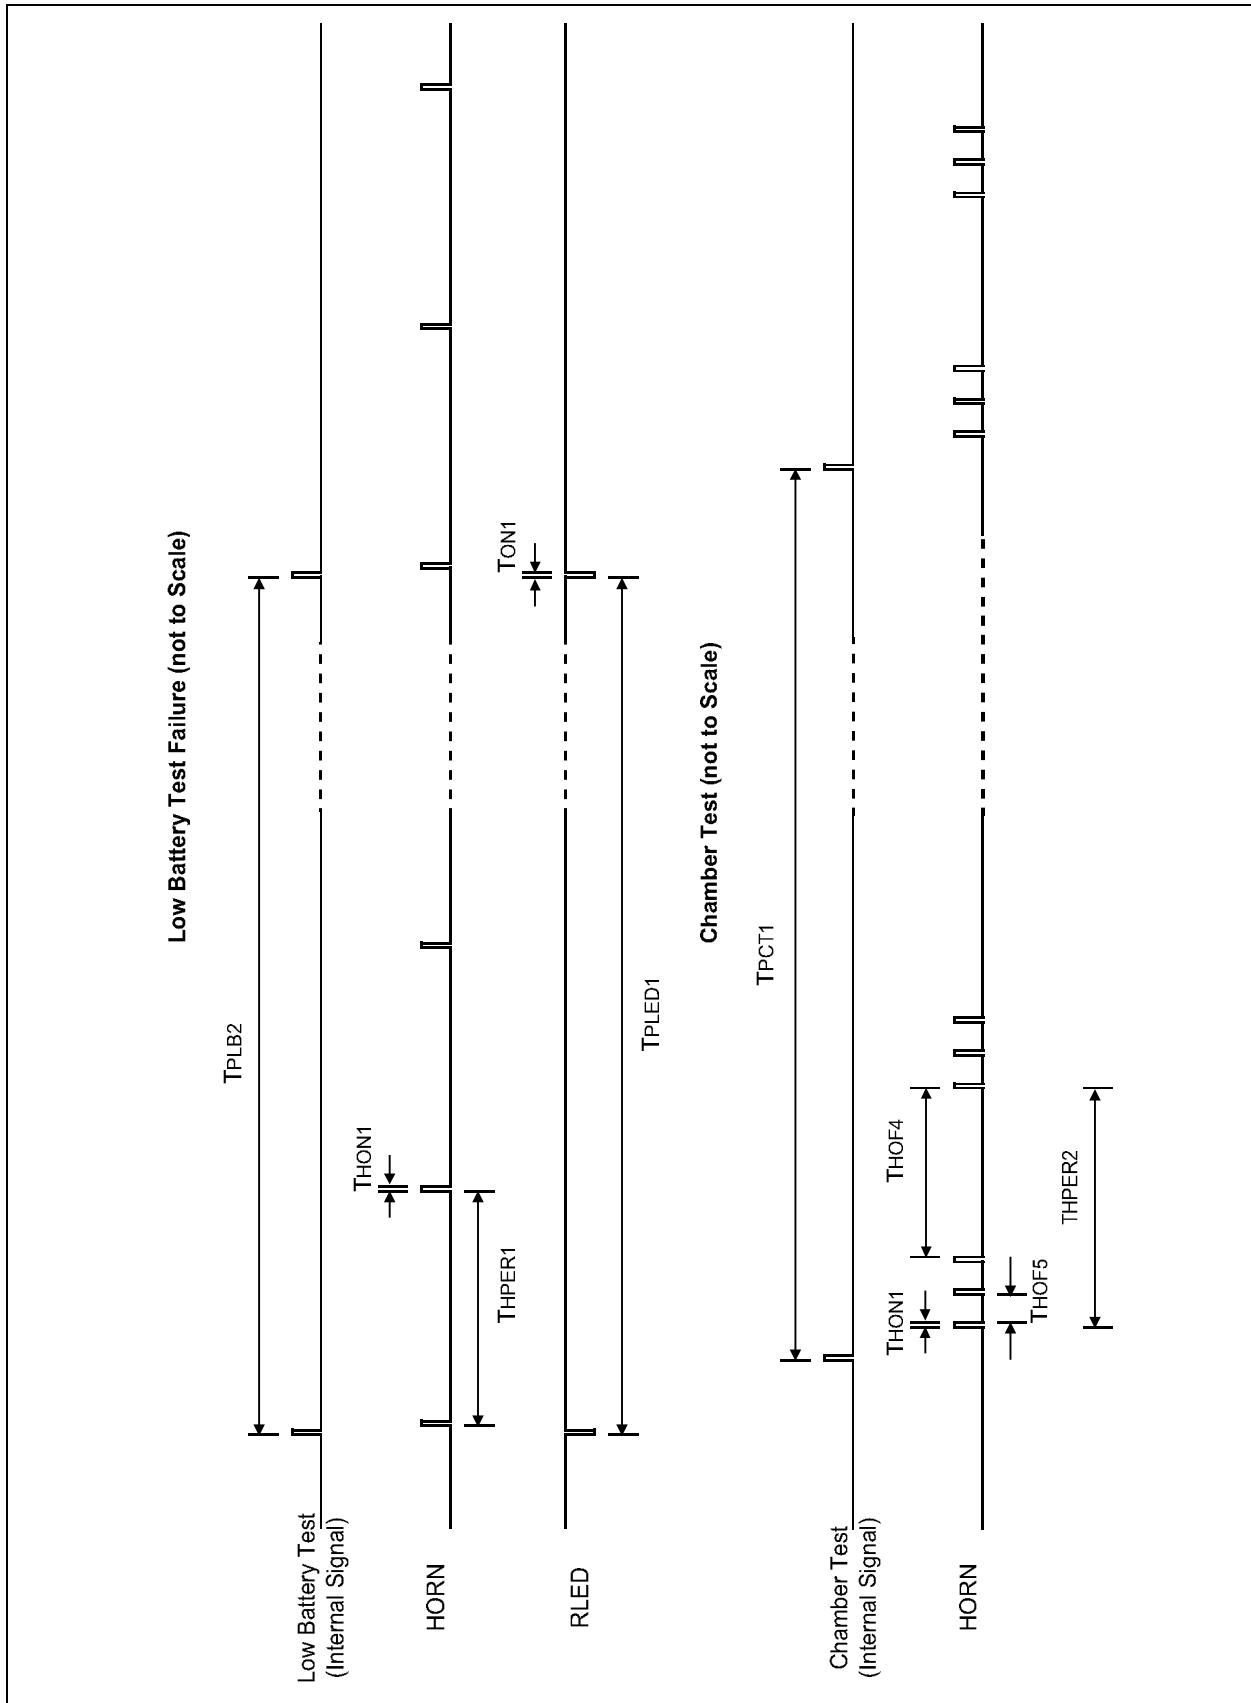 Low Battery Test Failure (not to Scale)
TPLB2
Low Battery Test
(Internal Signal)
THON1
HORN
THPER1
TON1
RLED
TPLED1
Chamber Test (not to Scale)
TPCT1
Chamber Test
(Internal Signal)
THON1
THOF4
HORN
THOF5
THPER2